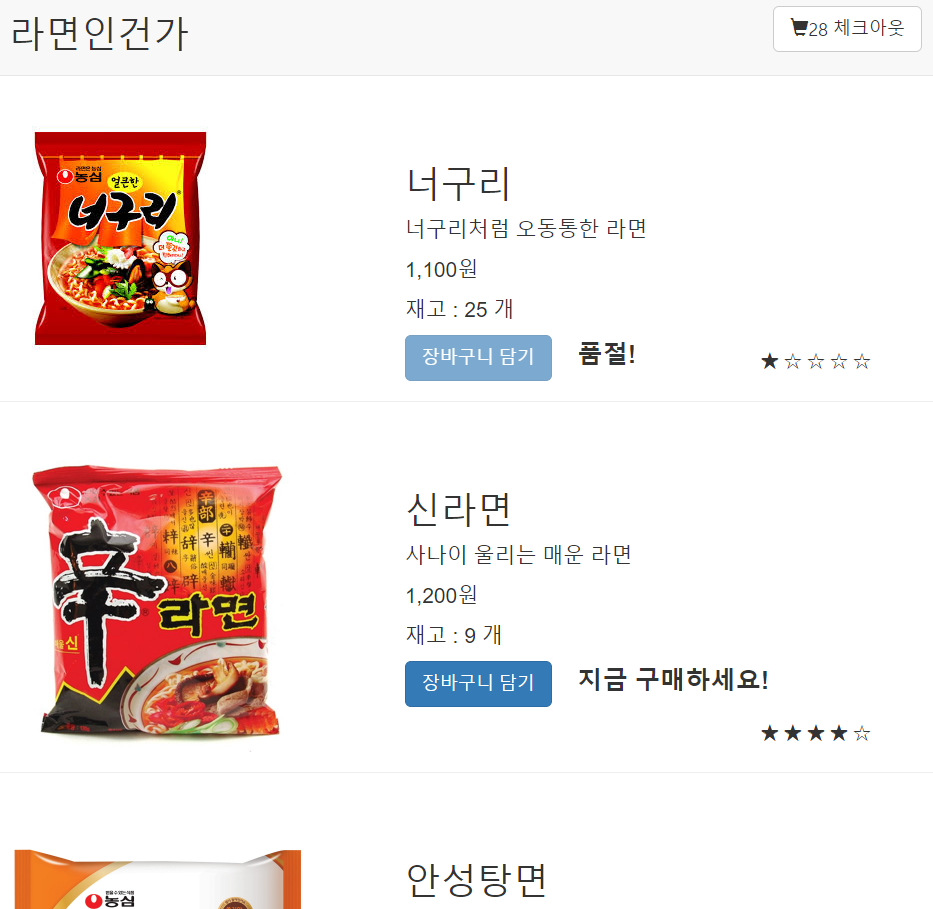 라면인건가
28 체크아웃
농심
얼큰한
너구리
너구리
너구리처럼 오동통한 라면
1,100원
재고 : 25 개
장바구니 담기
품절!
★☆☆☆☆
辛
라면
신
신라면
사나이 울리는 매운 라면
1,200원
재고 : 9 개
장바구니 담기
지금 구매하세요!
★★★★☆
농심
안성탕면